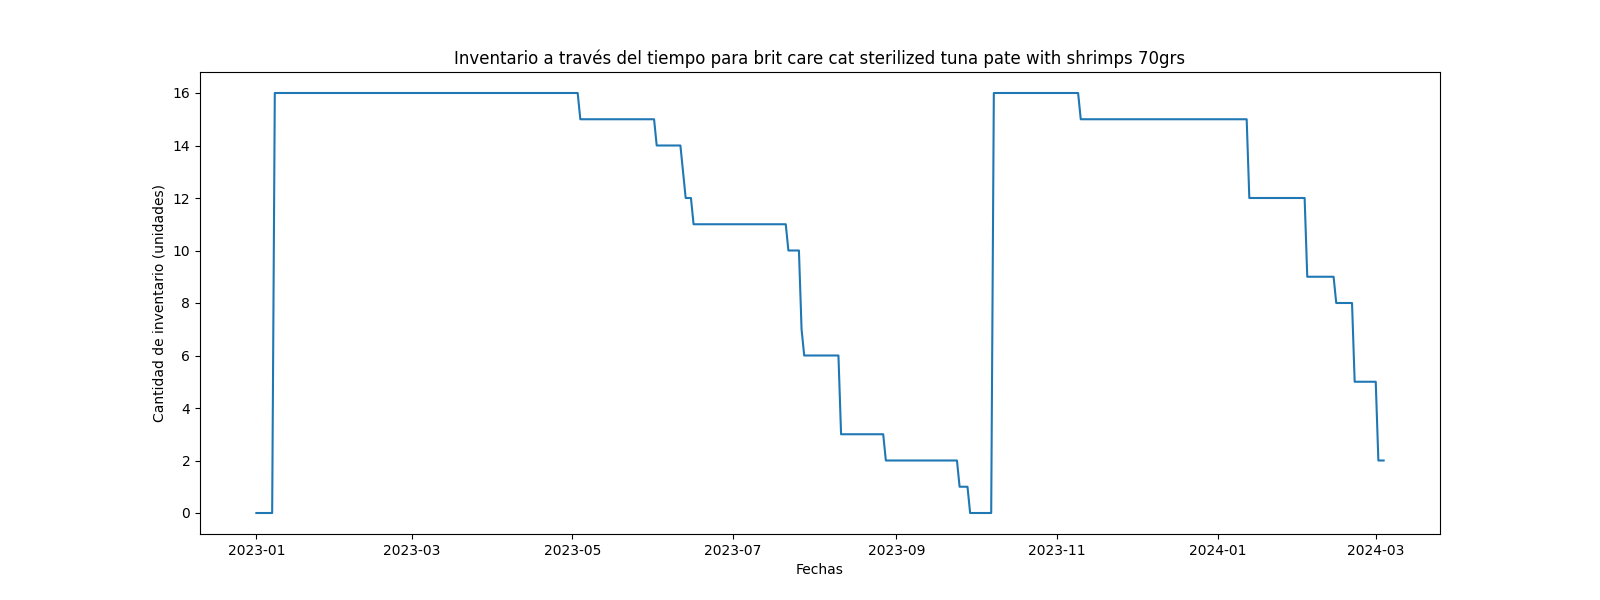 Inventario a través del tiempo para brit care cat sterilized tuna pate with shrimps 70grs
Cantidad de inventario (unidades)
16
14
12
10
8
6
4
2
0
2023-01 2023-03 2023-05 2023-07 2023-09 2023-11 2024-01 2024-03
Fechas